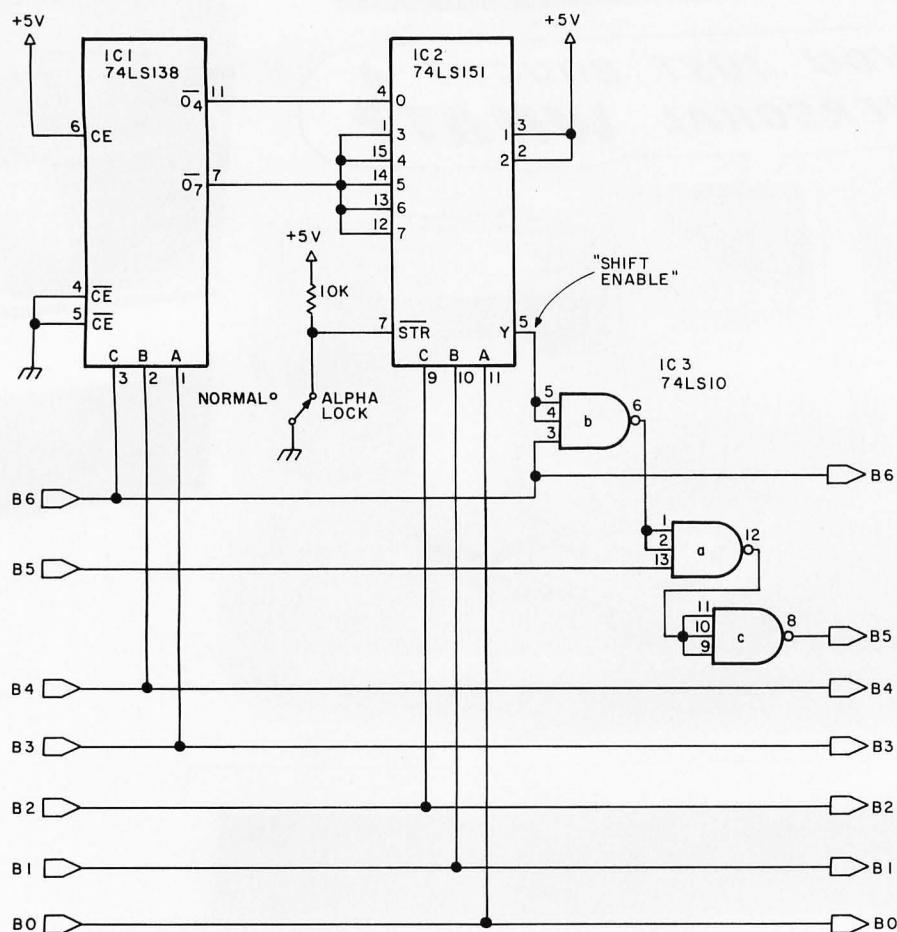 +5V
IC1
74LS138
6 CE
O4 11
O7 7
4 CE
5 CE
C B A
3 2 1
+5V
IC2
74LS151
4 0
1 3
15 4
14 5
13 6
12 7
1 3
2 2
7 STR
Y 5
C B A
9 10 11
+5V
10K
NORMAL
ALPHA
LOCK
"SHIFT
ENABLE"
IC3
74LS10
5
4
3
b
6
1
2
13
a
12
11
10
9
c
8
B6
B6
B5
B5
B4
B4
B3
B3
B2
B2
B1
B1
B0
B0